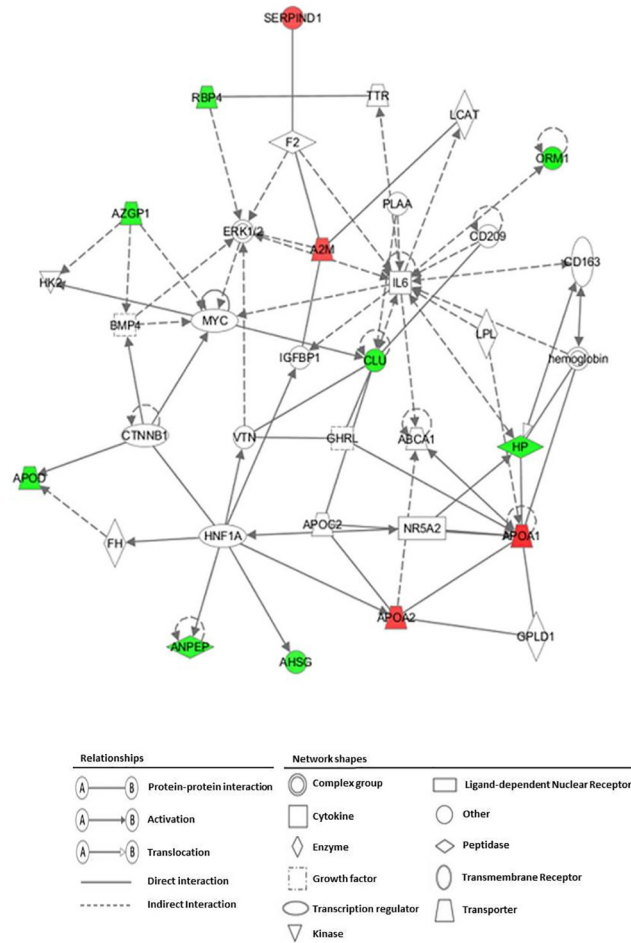 SERPIND1
RBP4
TTR
LCAT
F2
ORM1
PLAA
AZGP1
ERK1/2
A2M
CD209
CD163
HK2
IL6
BMP4
MYC
LPL
IGFBP1
CLU
hemoglobin
CTNNB1
VTN
GHRL
ABCA1
HP
APOD
FH
HNF1A
APOC2
NR5A2
APOA1
ANPEP
APOA2
GPLD1
AHSG
Relationships
A B Protein-protein interaction
A B Activation
A B Translocation
Direct interaction
Indirect Interaction
Network shapes
Complex group
Cytokine
Enzyme
Growth factor
Transcription regulator
Kinase
Ligand-dependent Nuclear Receptor
Other
Peptidase
Transmembrane Receptor
Transporter